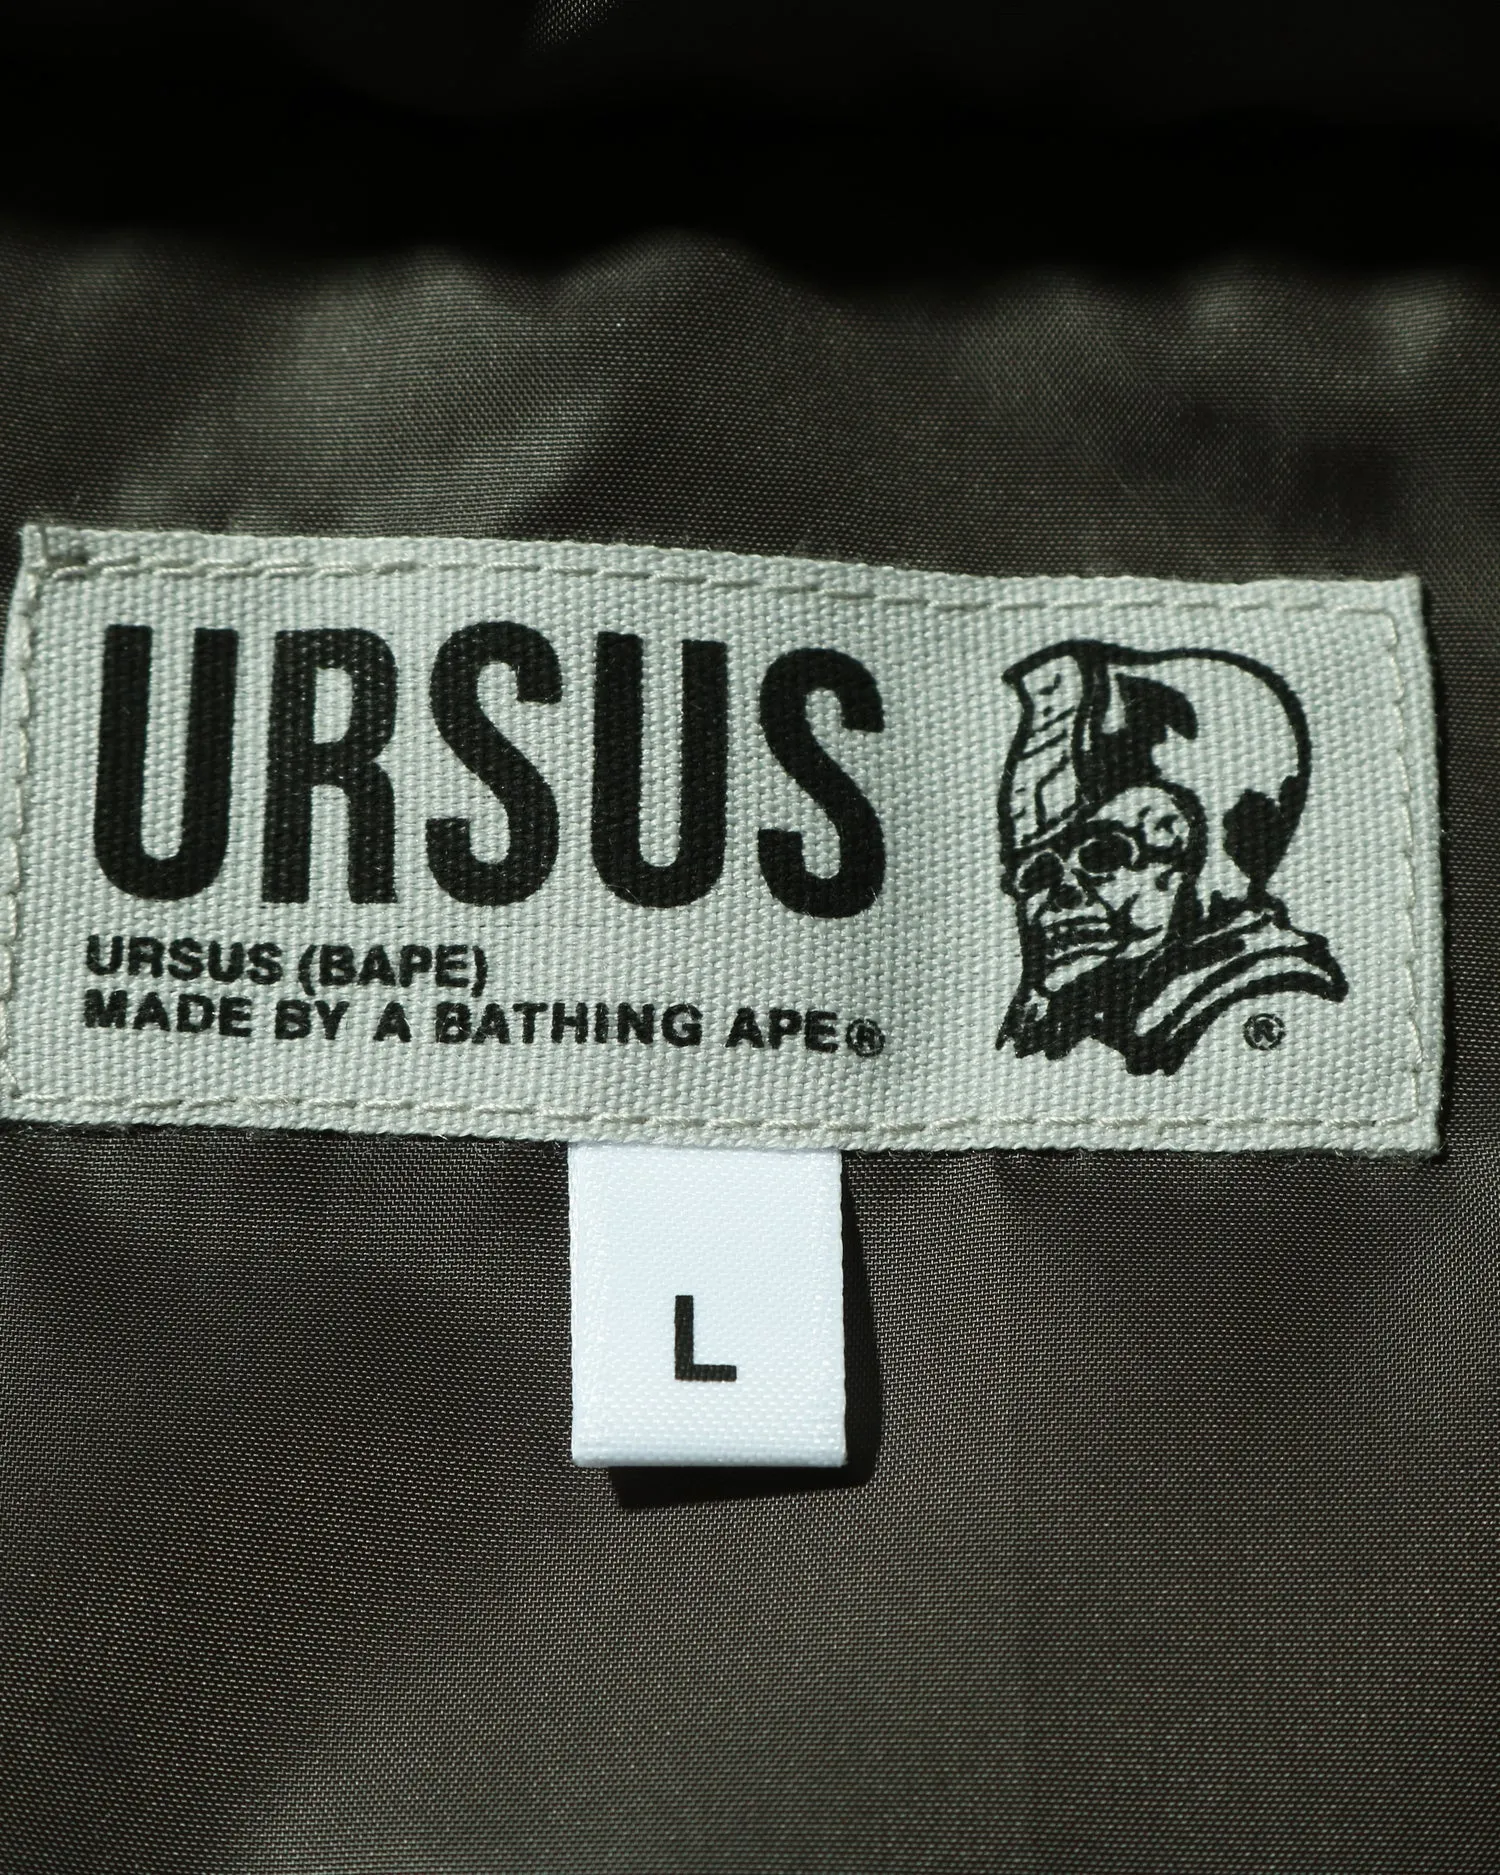 URSUS
URSUS (BAPE)
MADE BY A BATHING APE®
®
L